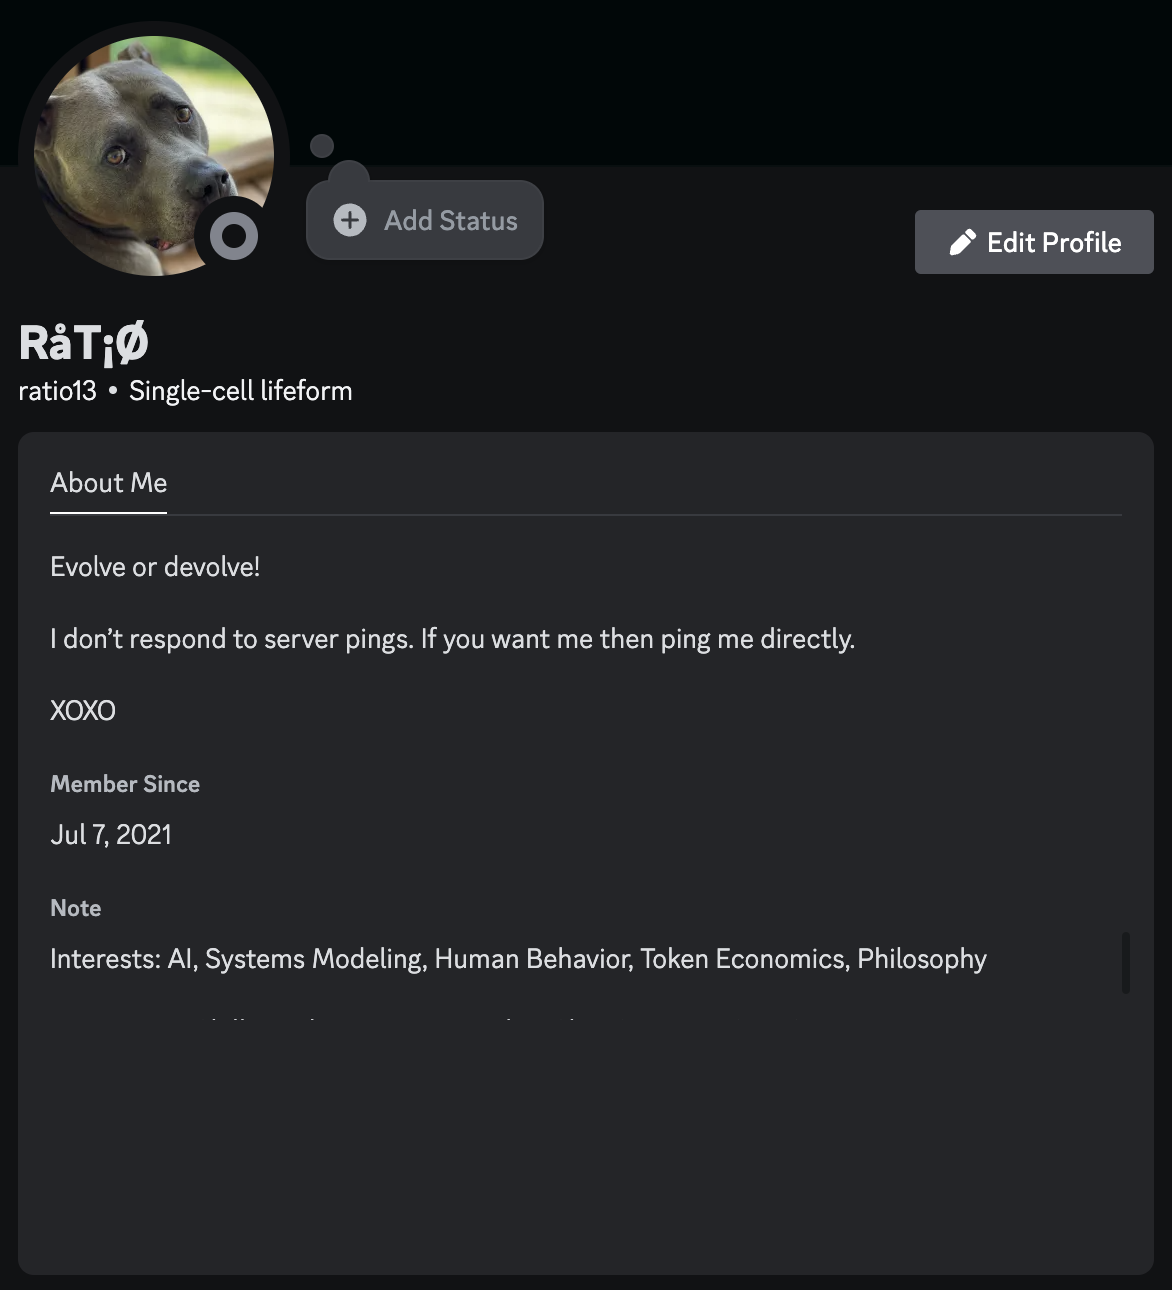 Add Status
Edit Profile
RåT¡Ø
ratio13 • Single-cell lifeform
About Me
Evolve or devolve!
I don’t respond to server pings. If you want me then ping me directly.
XOXO
Member Since
Jul 7, 2021
Note
Interests: AI, Systems Modeling, Human Behavior, Token Economics, Philosophy